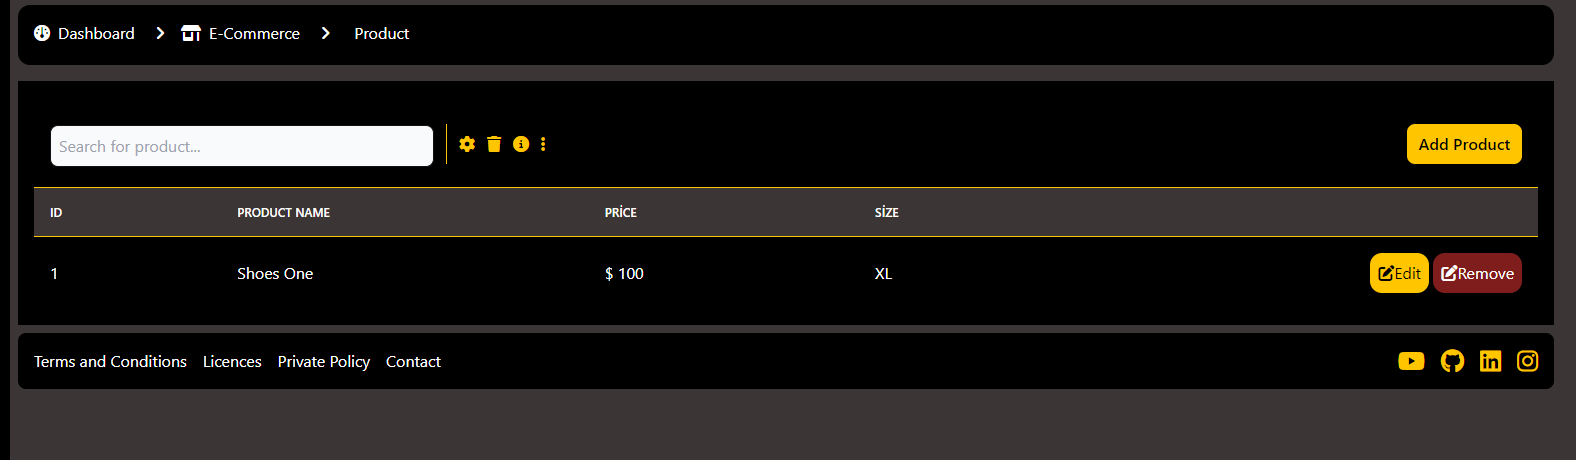 Dashboard E-Commerce Product
Search for product...
Add Product
ID PRODUCT NAME PRİCE SİZE
1 Shoes One $ 100 XL Edit Remove
Terms and Conditions Licences Private Policy Contact